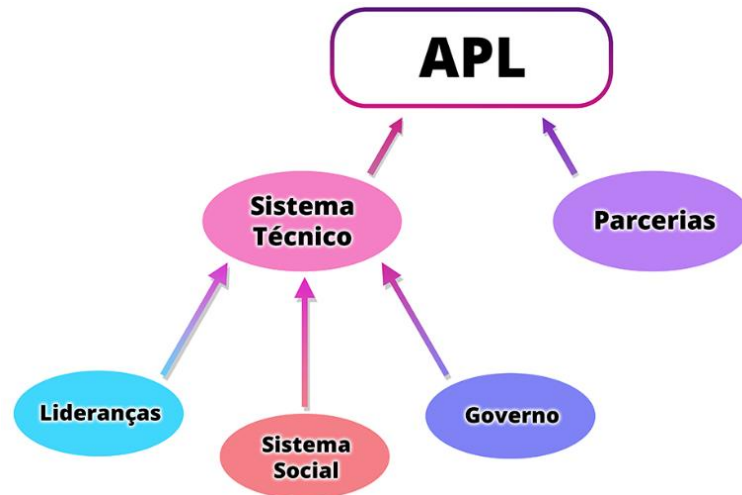 APL
Sistema
Técnico
Parcerias
Lideranças
Sistema
Social
Governo